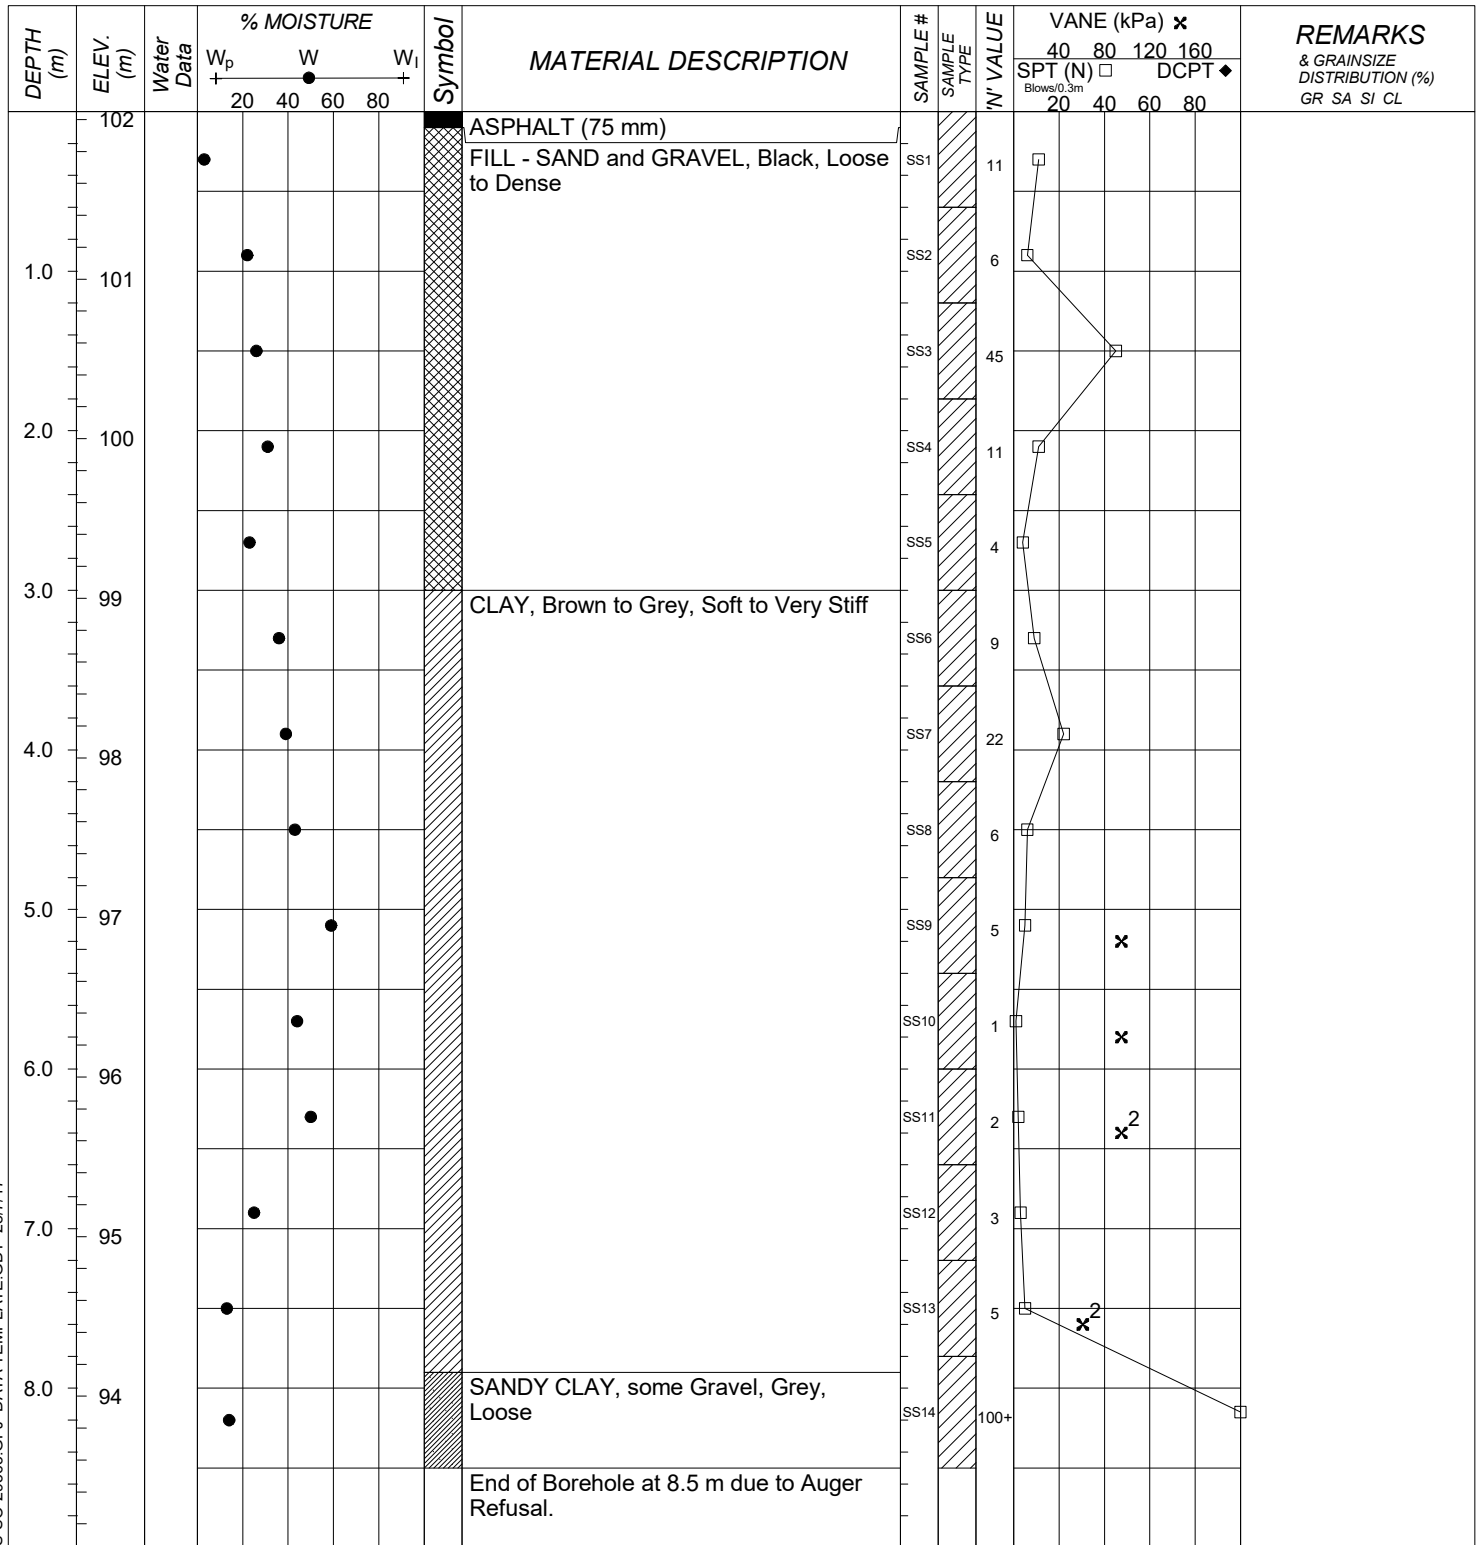 DEPTH (m)
ELEV. (m)
Water Data
% MOISTURE
Wp W Wl
20 40 60 80
Symbol
MATERIAL DESCRIPTION
SAMPLE #
SAMPLE TYPE
'N' VALUE
VANE (kPa)
40 80 120 160
SPT (N) DCPT
Blows/0.3m
20 40 60 80
REMARKS
& GRAINSIZE
DISTRIBUTION (%)
GR SA SI CL
102
ASPHALT (75 mm)
FILL - SAND and GRAVEL, Black, Loose
to Dense
SS1 11
SS2 6
1.0 101
SS3 45
2.0 100
SS4 11
SS5 4
3.0 99
CLAY, Brown to Grey, Soft to Very Stiff
SS6 9
SS7 22
4.0 98
SS8 6
5.0 97
SS9 5
SS10 1
6.0 96
SS11 2 2
SS12 3
7.0 95
SS13 5 2
8.0 94
SANDY CLAY, some Gravel, Grey,
Loose
SS14 100+
End of Borehole at 8.5 m due to Auger
Refusal.